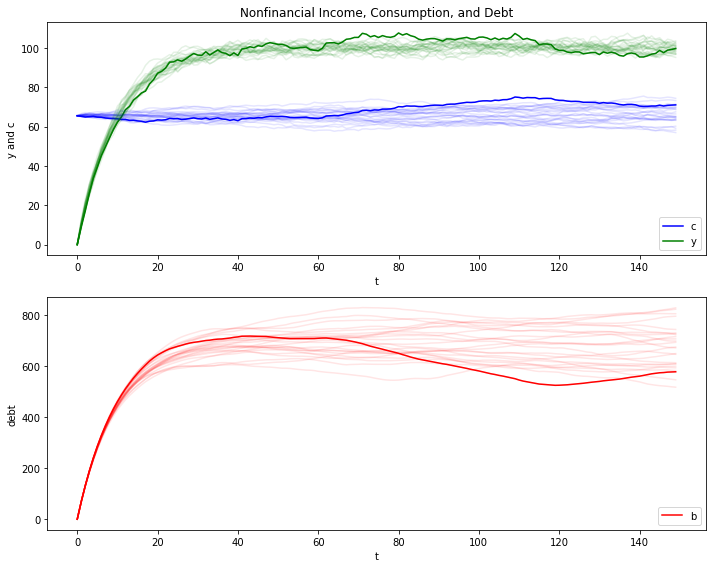 Nonfinancial Income, Consumption, and Debt
100
80
60
40
20
0
y and c
c
y
0 20 40 60 80 100 120 140
t
800
600
400
200
0
debt
b
0 20 40 60 80 100 120 140
t